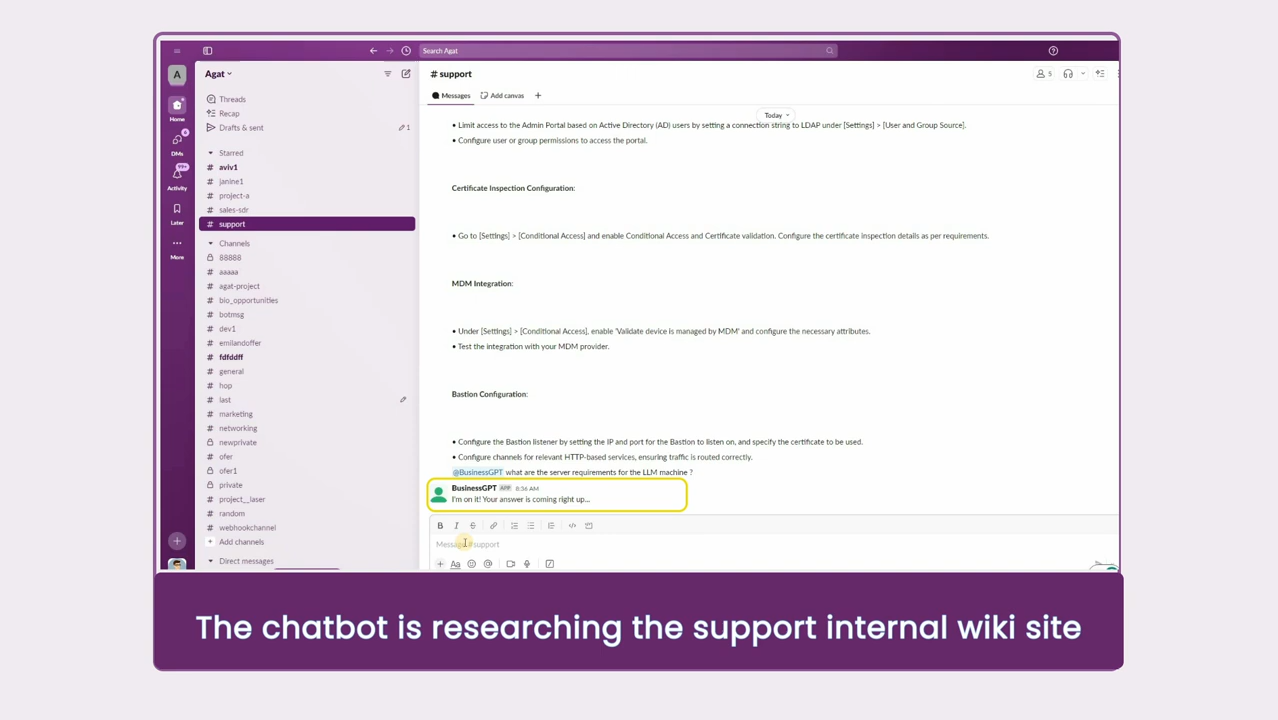 Search Agat
A
Agat
# support
5
Messages
Add canvas
+
Today
Home
DMs
Activity
99+
Later
More
Threads
Recap
Drafts & sent
1
Starred
# aviv1
# janine1
# project-a
# sales-sdr
# support
Channels
88888
# aaaaa
# agat-project
# bio_opportunities
# botmsg
# dev1
# emilandoffer
# fdfddff
# general
# hop
# last
# marketing
# networking
newprivate
# ofer
ofer1
private
# project__laser
# random
# webhookchannel
+ Add channels
Direct messages
• Limit access to the Admin Portal based on Active Directory (AD) users by setting a connection string to LDAP under [Settings] > [User and Group Source].
• Configure user or group permissions to access the portal.
Certificate Inspection Configuration:
• Go to [Settings] > [Conditional Access] and enable Conditional Access and Certificate validation. Configure the certificate inspection details as per requirements.
MDM Integration:
• Under [Settings] > [Conditional Access], enable 'Validate device is managed by MDM' and configure the necessary attributes.
• Test the integration with your MDM provider.
Bastion Configuration:
• Configure the Bastion listener by setting the IP and port for the Bastion to listen on, and specify the certificate to be used.
• Configure channels for relevant HTTP-based services, ensuring traffic is routed correctly.
@BusinessGPT what are the server requirements for the LLM machine ?
BusinessGPT APP 8:56 AM
I'm on it! Your answer is coming right up...
B I S
Message #support
+ Aa @
The chatbot is researching the support internal wiki site